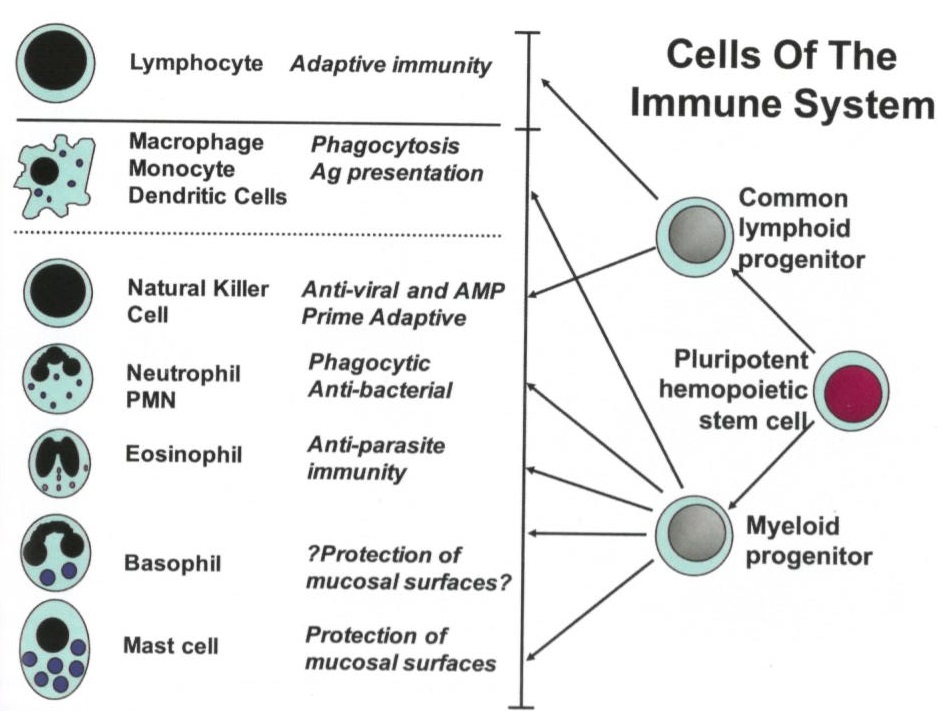 Cells Of The
Immune System
Lymphocyte Adaptive immunity
Macrophage Phagocytosis
Monocyte Ag presentation
Dendritic Cells
Natural Killer Anti-viral and AMP
Cell Prime Adaptive
Neutrophil Phagocytic
PMN Anti-bacterial
Eosinophil Anti-parasite
immunity
Basophil ?Protection of
mucosal surfaces?
Mast cell Protection of
mucosal surfaces
Common
lymphoid
progenitor
Pluripotent
hemopoietic
stem cell
Myeloid
progenitor